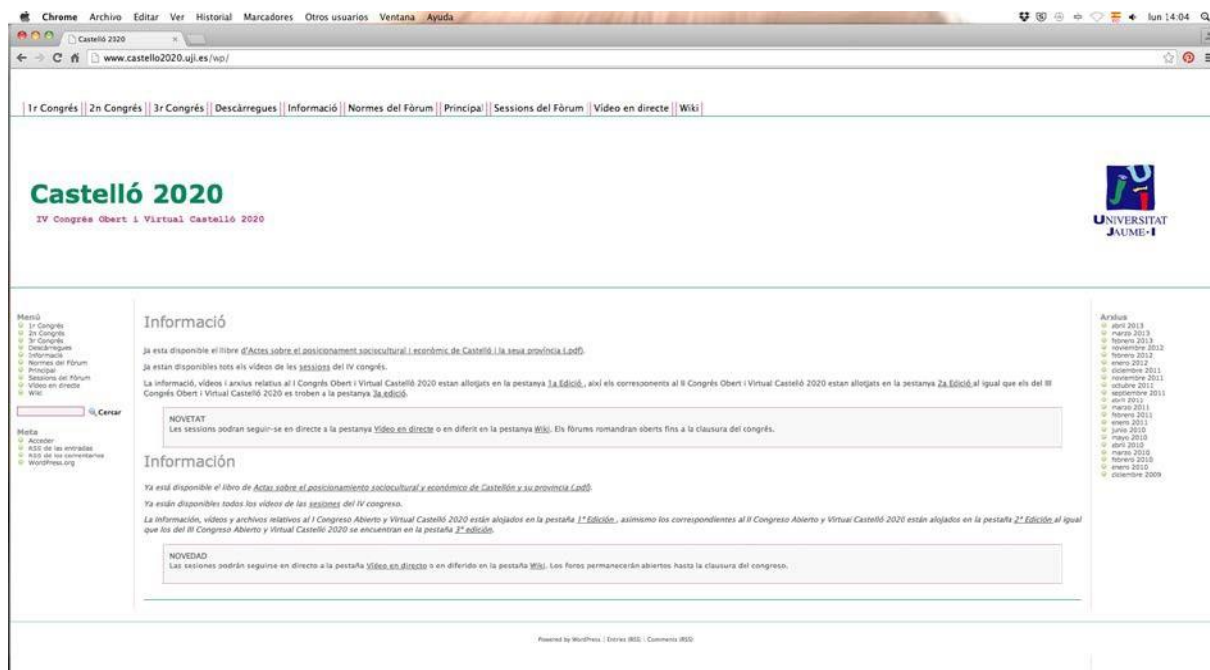 Chrome Archivo Editar Ver Historial Marcadores Otros usuarios Ventana Ayuda
lun 14:04
Castelló 2020
www.castello2020.uji.es/wp/
1r Congrés 2n Congrés 3r Congrés Descàrregues Informació Normes del Fòrum Principal Sessions del Fòrum Vídeo en directe Wiki
Castelló 2020
IV Congrés Obert i Virtual Castelló 2020
UNIVERSITAT
JAUME·I
Menú
1r Congrés
2n Congrés
3r Congrés
Descàrregues
Informació
Normes del Fòrum
Principal
Sessions del Fòrum
Vídeo en directe
Wiki
Cercar
Meta
Acceder
RSS de las entradas
RSS de los comentarios
WordPress.org
Informació
Ja esta disponible el llibre d'Actes sobre el posicionament sociocultural i econòmic de Castelló i la seua província (.pdf).
Ja estan disponibles tots els vídeos de les sessions del IV congrés.
La informació, vídeos i arxius relatius al I Congrés Obert i Virtual Castelló 2020 estan allotjats en la pestanya 1a Edició , així els corresponents al II Congrés Obert i Virtual Castelló 2020 estan allotjats en la pestanya 2a Edició al igual que els del III
Congrés Obert i Virtual Castelló 2020 es troben a la pestanya 3a edició.
NOVETAT
Les sessions podran seguir-se en directe a la pestanya Vídeo en directe o en diferit en la pestanya Wiki. Els fòrums romandran oberts fins a la clausura del congrés.
Información
Ya está disponible el libro de Actas sobre el posicionamiento sociocultural y económico de Castellón y su provincia (.pdf).
Ya están disponibles todos los vídeos de las sesiones del IV congreso.
La información, vídeos y archivos relativos al I Congreso Abierto y Virtual Castelló 2020 están alojados en la pestaña 1ª Edición , asimismo los correspondientes al II Congreso Abierto y Virtual Castelló 2020 están alojados en la pestaña 2ª Edición al igual
que los del III Congreso Abierto y Virtual Castelló 2020 se encuentran en la pestaña 3ª edición.
NOVEDAD
Las sesiones podrán seguirse en directo a la pestaña Vídeo en directo o en diferido en la pestaña Wiki. Los foros permanecerán abiertos hasta la clausura del congreso.
Arxius
abril 2013
marzo 2013
febrero 2013
noviembre 2012
febrero 2012
enero 2012
diciembre 2011
noviembre 2011
octubre 2011
septiembre 2011
abril 2011
marzo 2011
febrero 2011
enero 2011
junio 2010
mayo 2010
abril 2010
marzo 2010
febrero 2010
enero 2010
diciembre 2009
Powered by WordPress | Entries (RSS) | Comments (RSS)